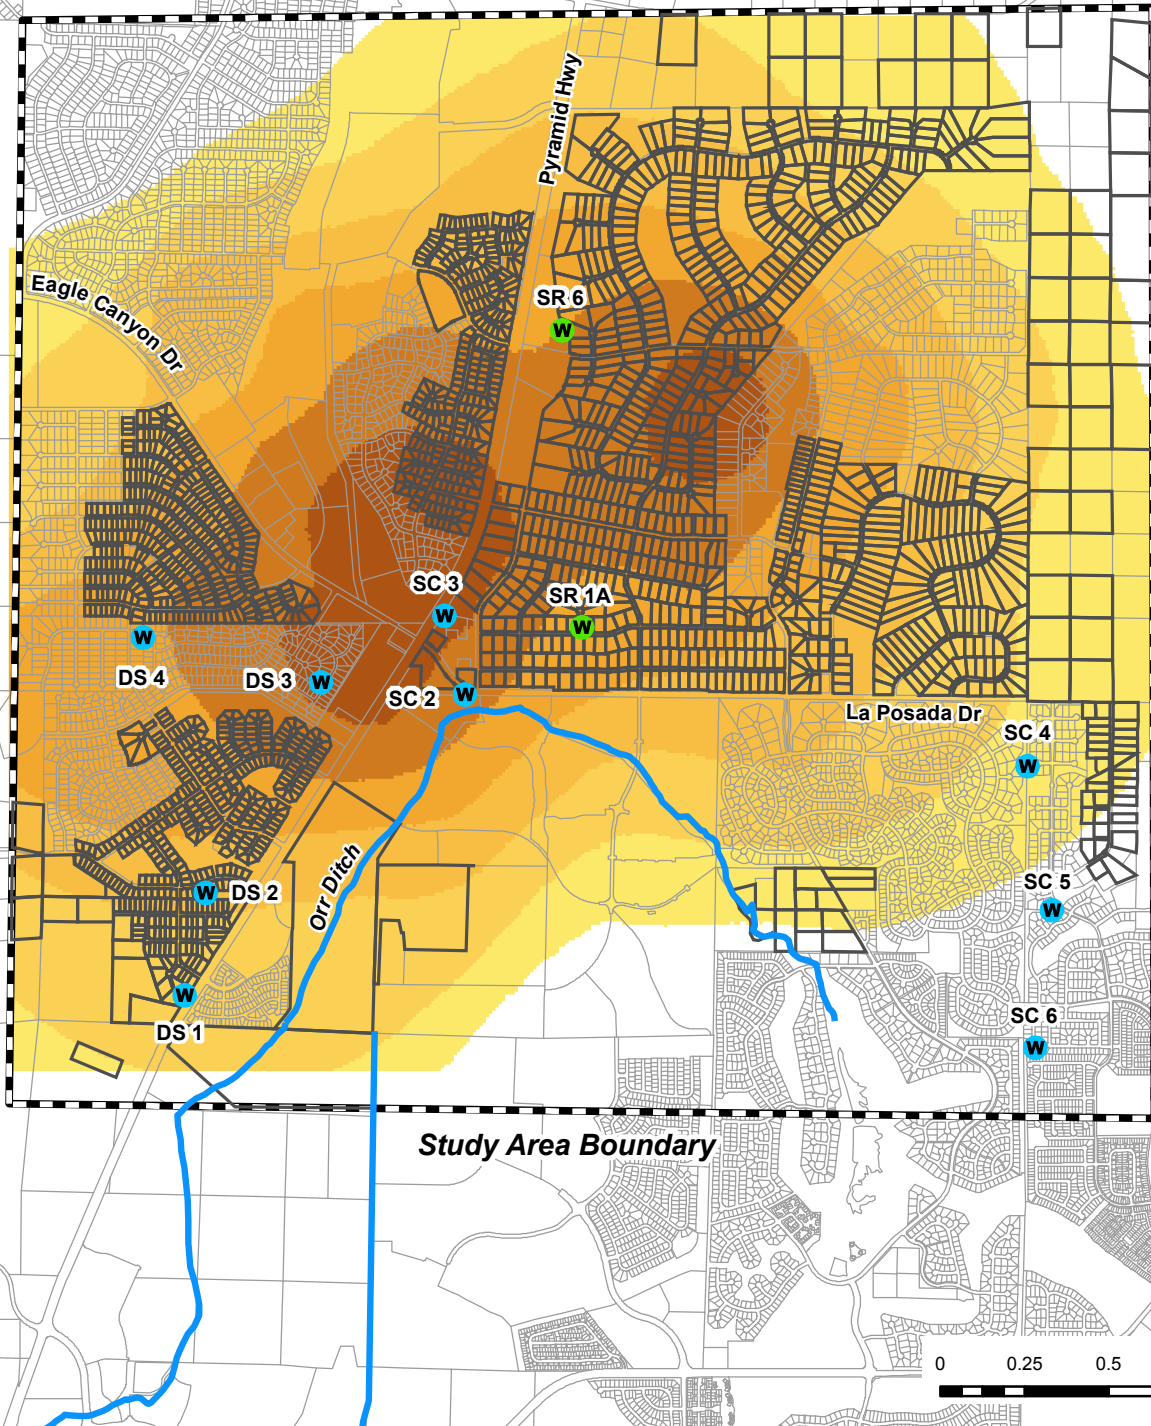 Pyramid Hwy
Eagle Canyon Dr
SR 6
W
SC 3
W
SR 1A
W
W
DS 4
DS 3
W
SC 2
W
La Posada Dr
SC 4
W
Orr Ditch
W
DS 2
SC 5
W
W
DS 1
SC 6
W
Study Area Boundary
0 0.25 0.5